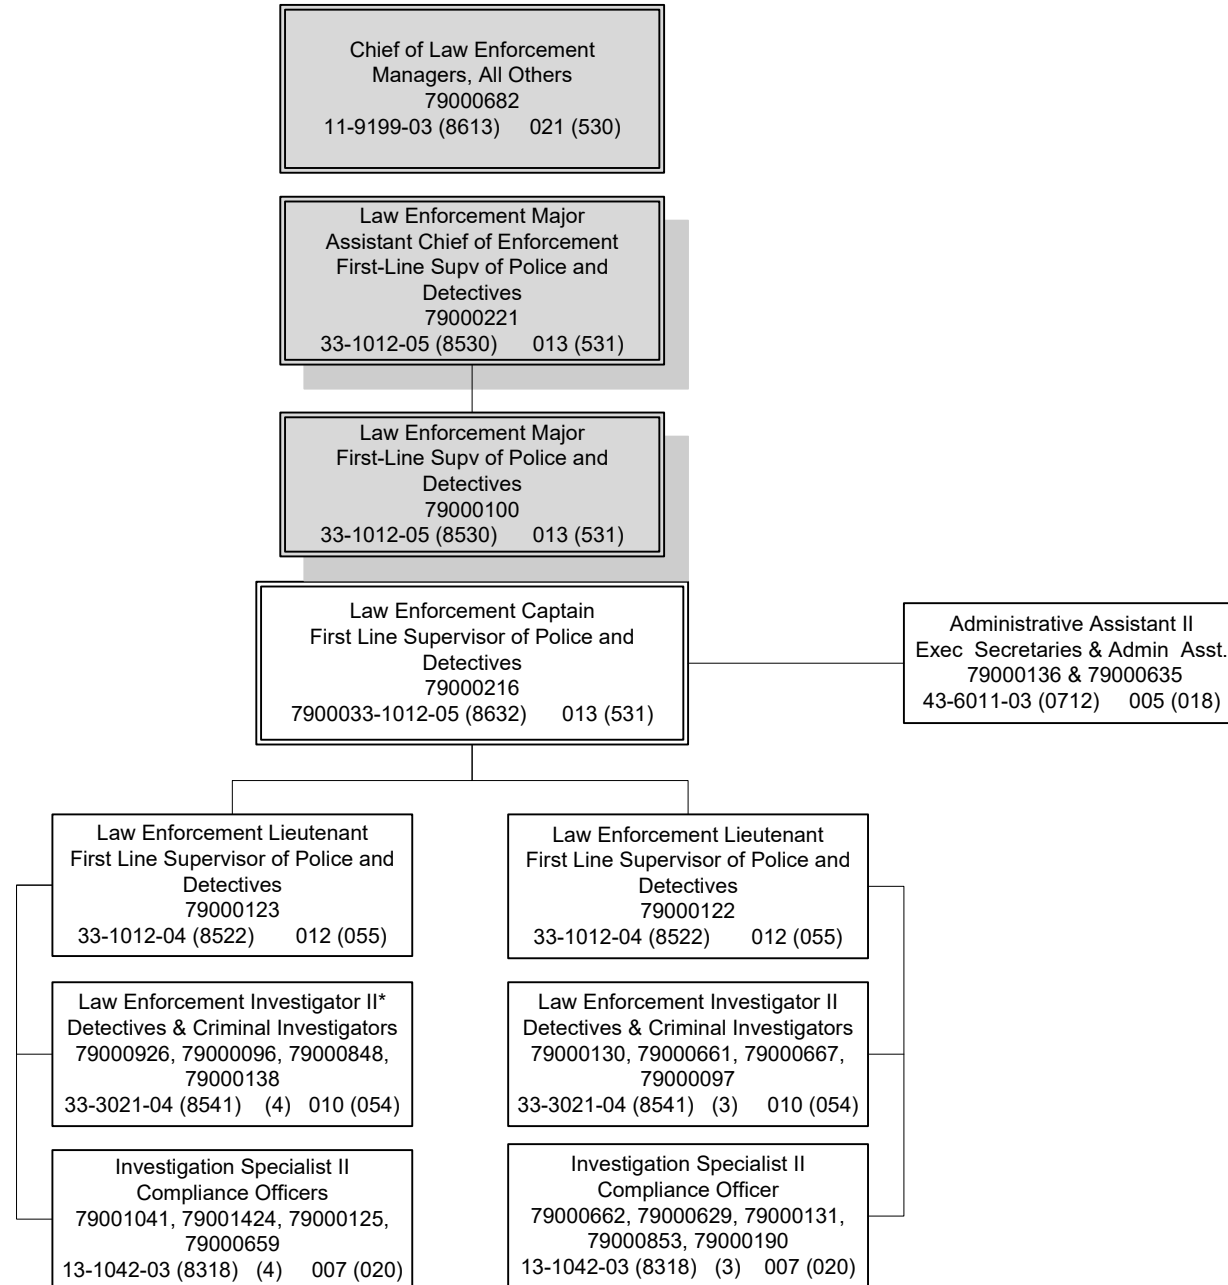 Chief of Law Enforcement
Managers, All Others
79000682
11-9199-03 (8613) 021 (530)
Law Enforcement Major
Assistant Chief of Enforcement
First-Line Supv of Police and
Detectives
79000221
33-1012-05 (8530) 013 (531)
Law Enforcement Major
First-Line Supv of Police and
Detectives
79000100
33-1012-05 (8530) 013 (531)
Law Enforcement Captain
First Line Supervisor of Police and
Detectives
79000216
7900033-1012-05 (8632) 013 (531)
Administrative Assistant II
Exec Secretaries & Admin Asst.
79000136 & 79000635
43-6011-03 (0712) 005 (018)
Law Enforcement Lieutenant
First Line Supervisor of Police and
Detectives
79000123
33-1012-04 (8522) 012 (055)
Law Enforcement Investigator II*
Detectives & Criminal Investigators
79000926, 79000096, 79000848,
79000138
33-3021-04 (8541) (4) 010 (054)
Investigation Specialist II
Compliance Officers
79001041, 79001424, 79000125,
79000659
13-1042-03 (8318) (4) 007 (020)
Law Enforcement Lieutenant
First Line Supervisor of Police and
Detectives
79000122
33-1012-04 (8522) 012 (055)
Law Enforcement Investigator II
Detectives & Criminal Investigators
79000130, 79000661, 79000667,
79000097
33-3021-04 (8541) (3) 010 (054)
Investigation Specialist II
Compliance Officer
79000662, 79000629, 79000131,
79000853, 79000190
13-1042-03 (8318) (3) 007 (020)